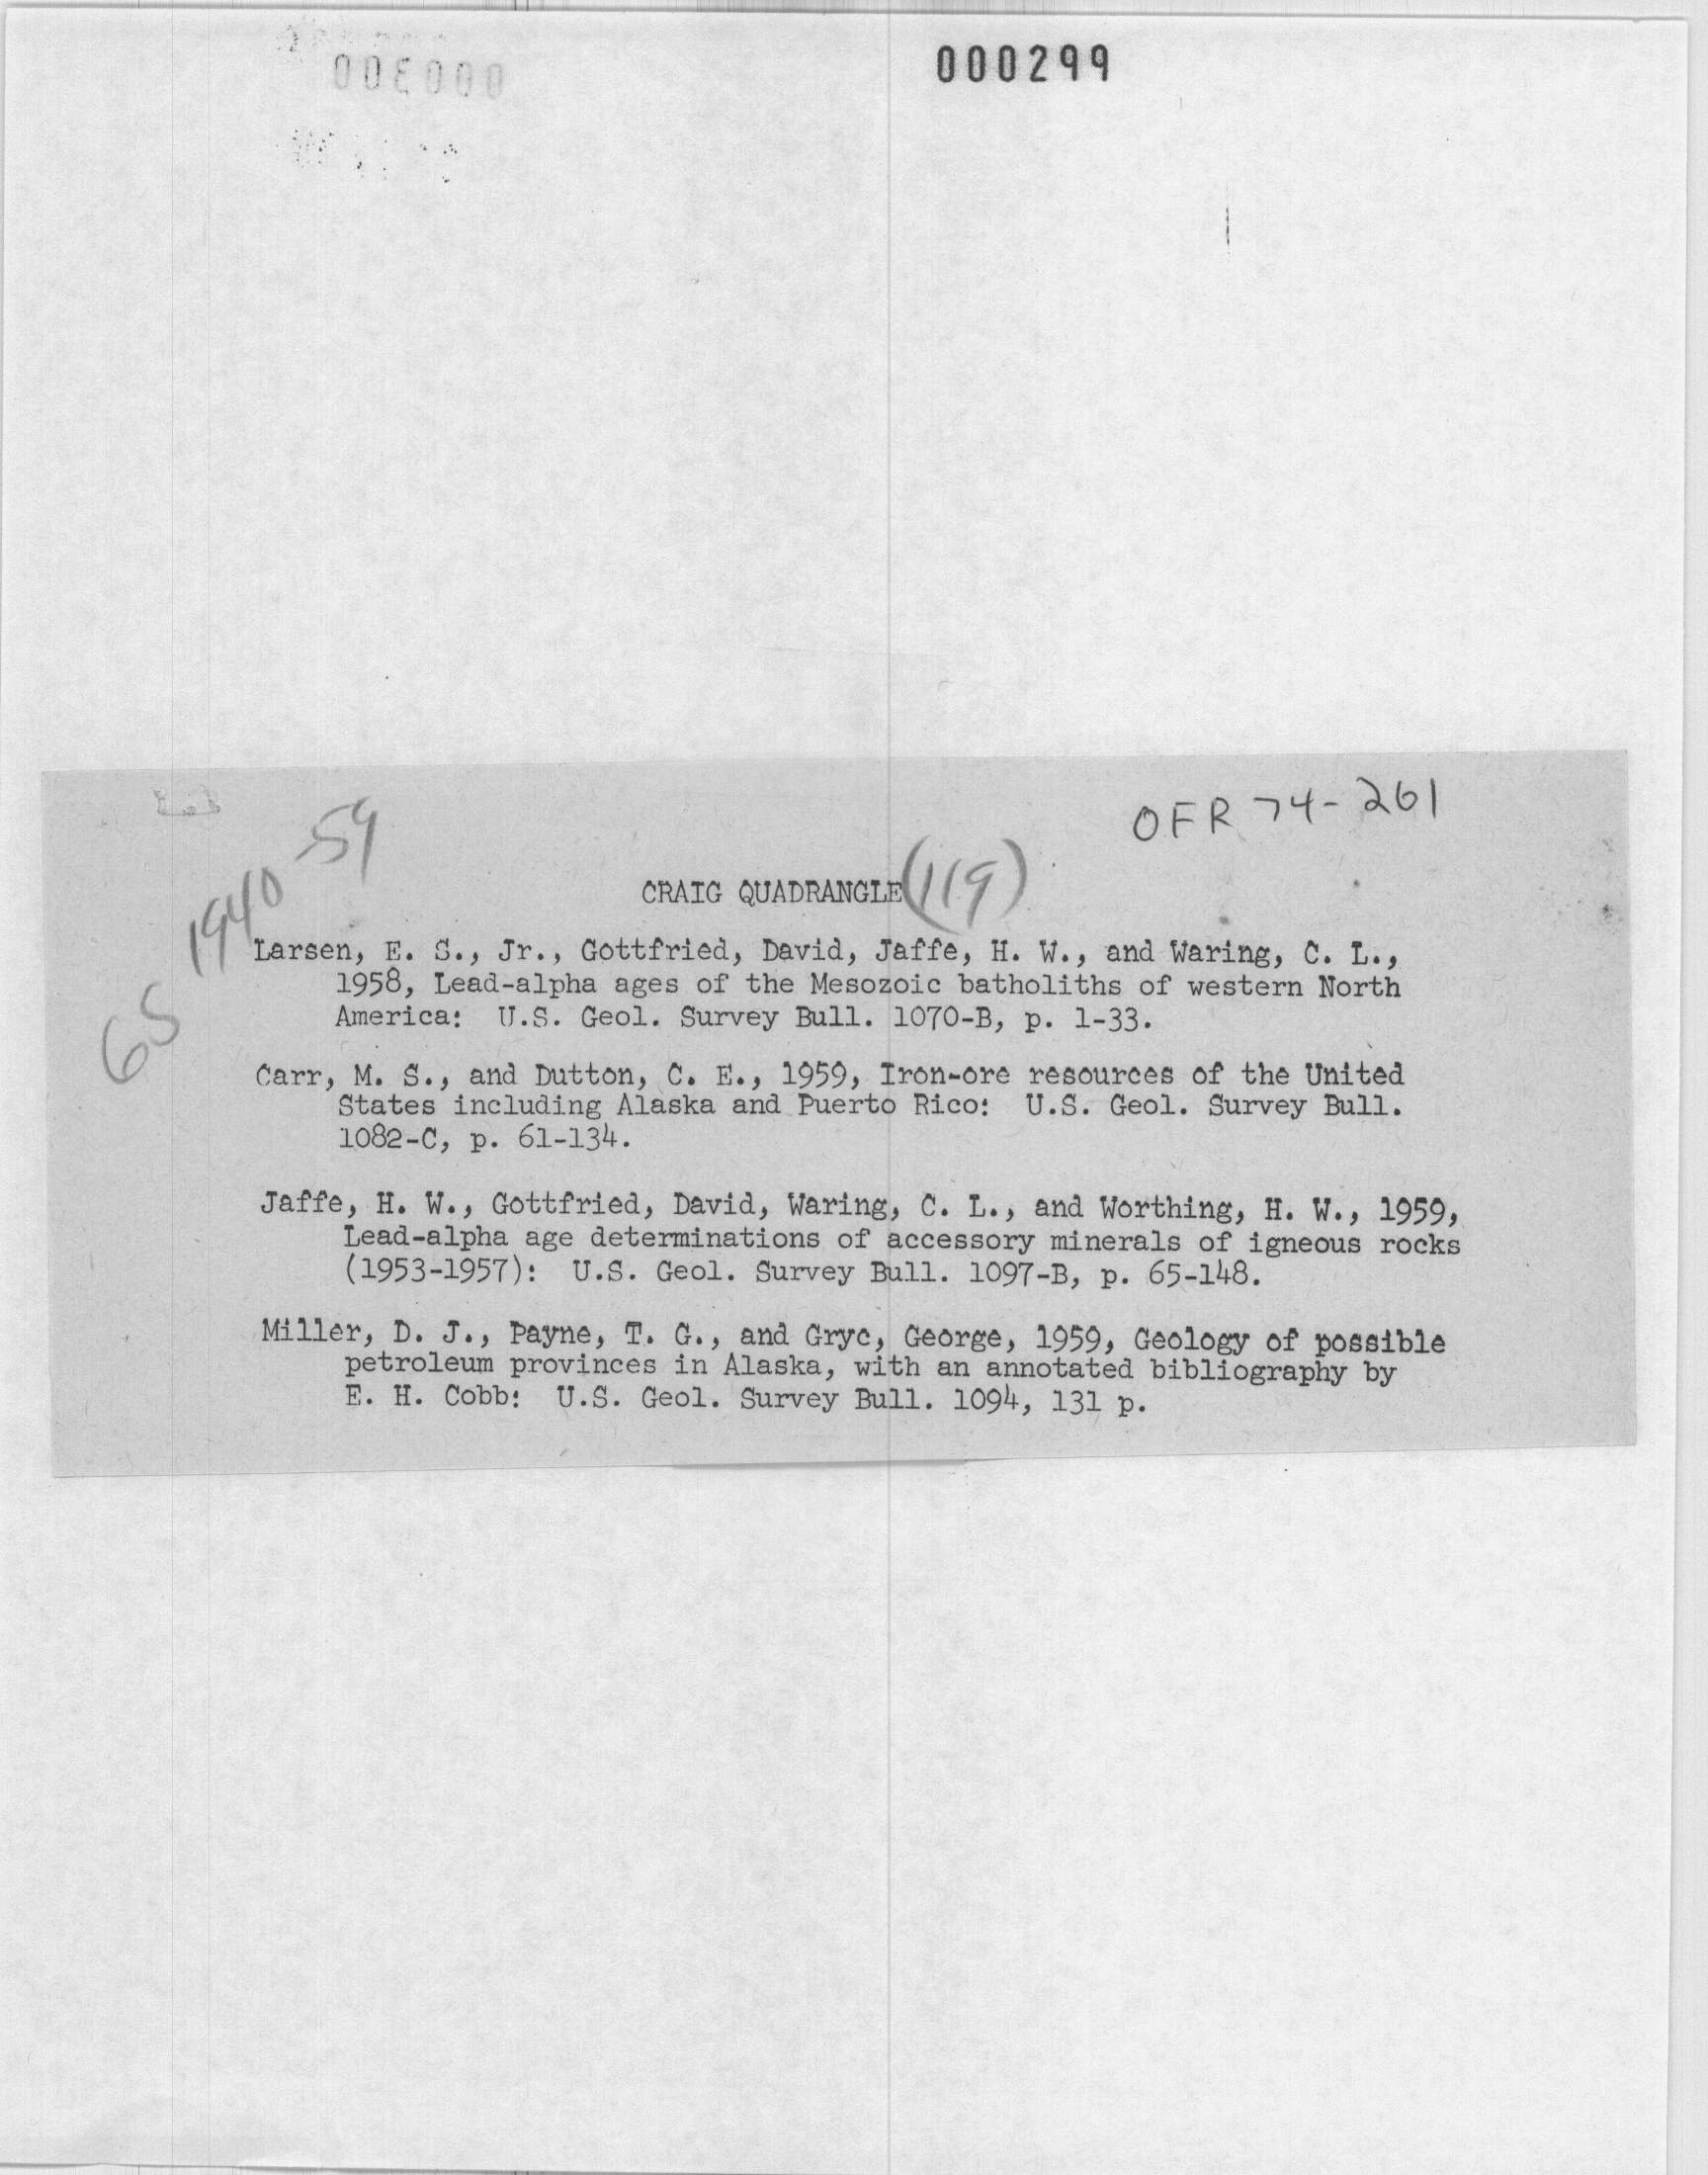 000299
OFR 74-261
GS 1940-59
CRAIG QUADRANGLE (119)
Larsen, E. S., Jr., Gottfried, David, Jaffe, H. W., and Waring, C. L.,
1958, Lead-alpha ages of the Mesozoic batholiths of western North
America: U.S. Geol. Survey Bull. 1070-B, p. 1-33.
Carr, M. S., and Dutton, C. E., 1959, Iron-ore resources of the United
States including Alaska and Puerto Rico: U.S. Geol. Survey Bull.
1082-C, p. 61-134.
Jaffe, H. W., Gottfried, David, Waring, C. L., and Worthing, H. W., 1959,
Lead-alpha age determinations of accessory minerals of igneous rocks
(1953-1957): U.S. Geol. Survey Bull. 1097-B, p. 65-148.
Miller, D. J., Payne, T. G., and Gryc, George, 1959, Geology of possible
petroleum provinces in Alaska, with an annotated bibliography by
E. H. Cobb: U.S. Geol. Survey Bull. 1094, 131 p.